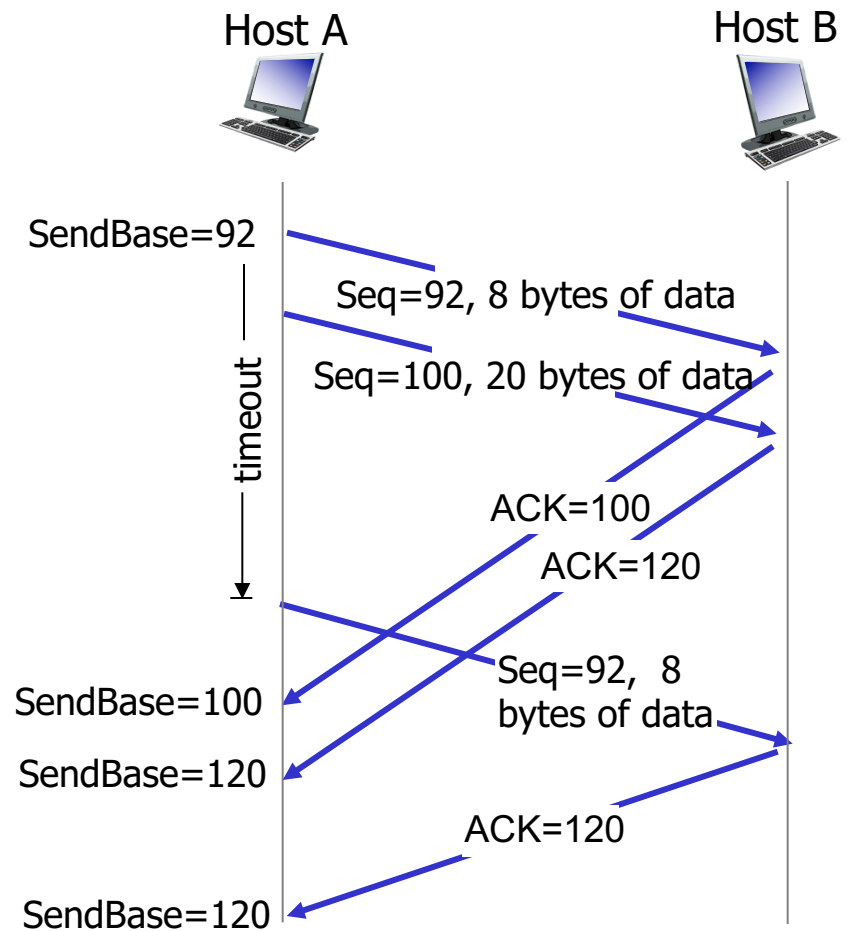 Host A
Host B
SendBase=92
Seq=92, 8 bytes of data
Seq=100, 20 bytes of data
timeout
ACK=100
ACK=120
Seq=92, 8
bytes of data
SendBase=100
SendBase=120
ACK=120
SendBase=120